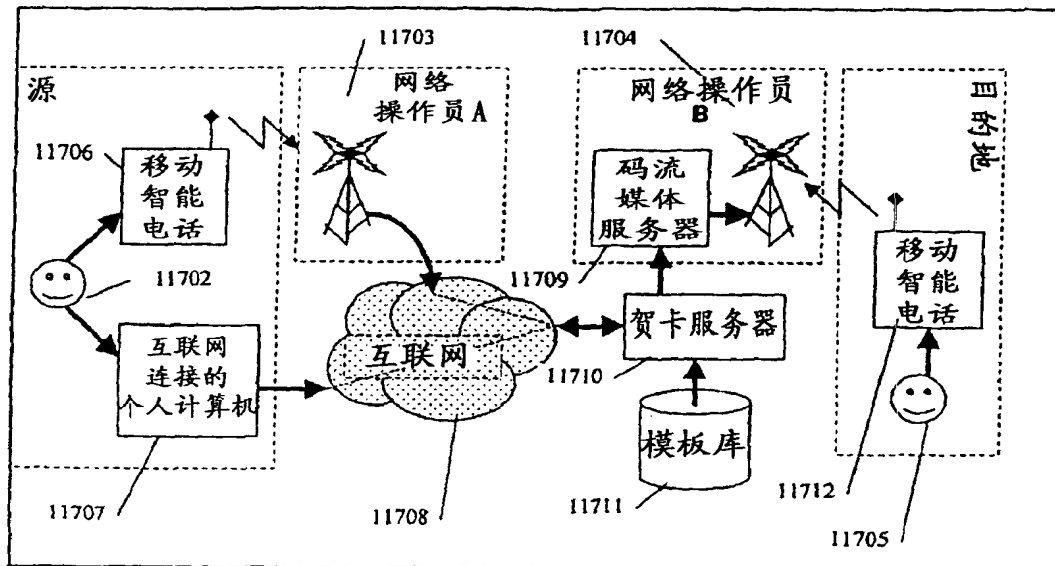 11703
11704
源
网络
操作员A
网络操作员
B
目的地
11706
移动
智能
电话
码流
媒体
服务器
11702
11709
移动
智能
电话
互联网
贺卡服务器
11710
互联网
连接的
个人计算机
模板库
11707
11708
11711
11712
11705